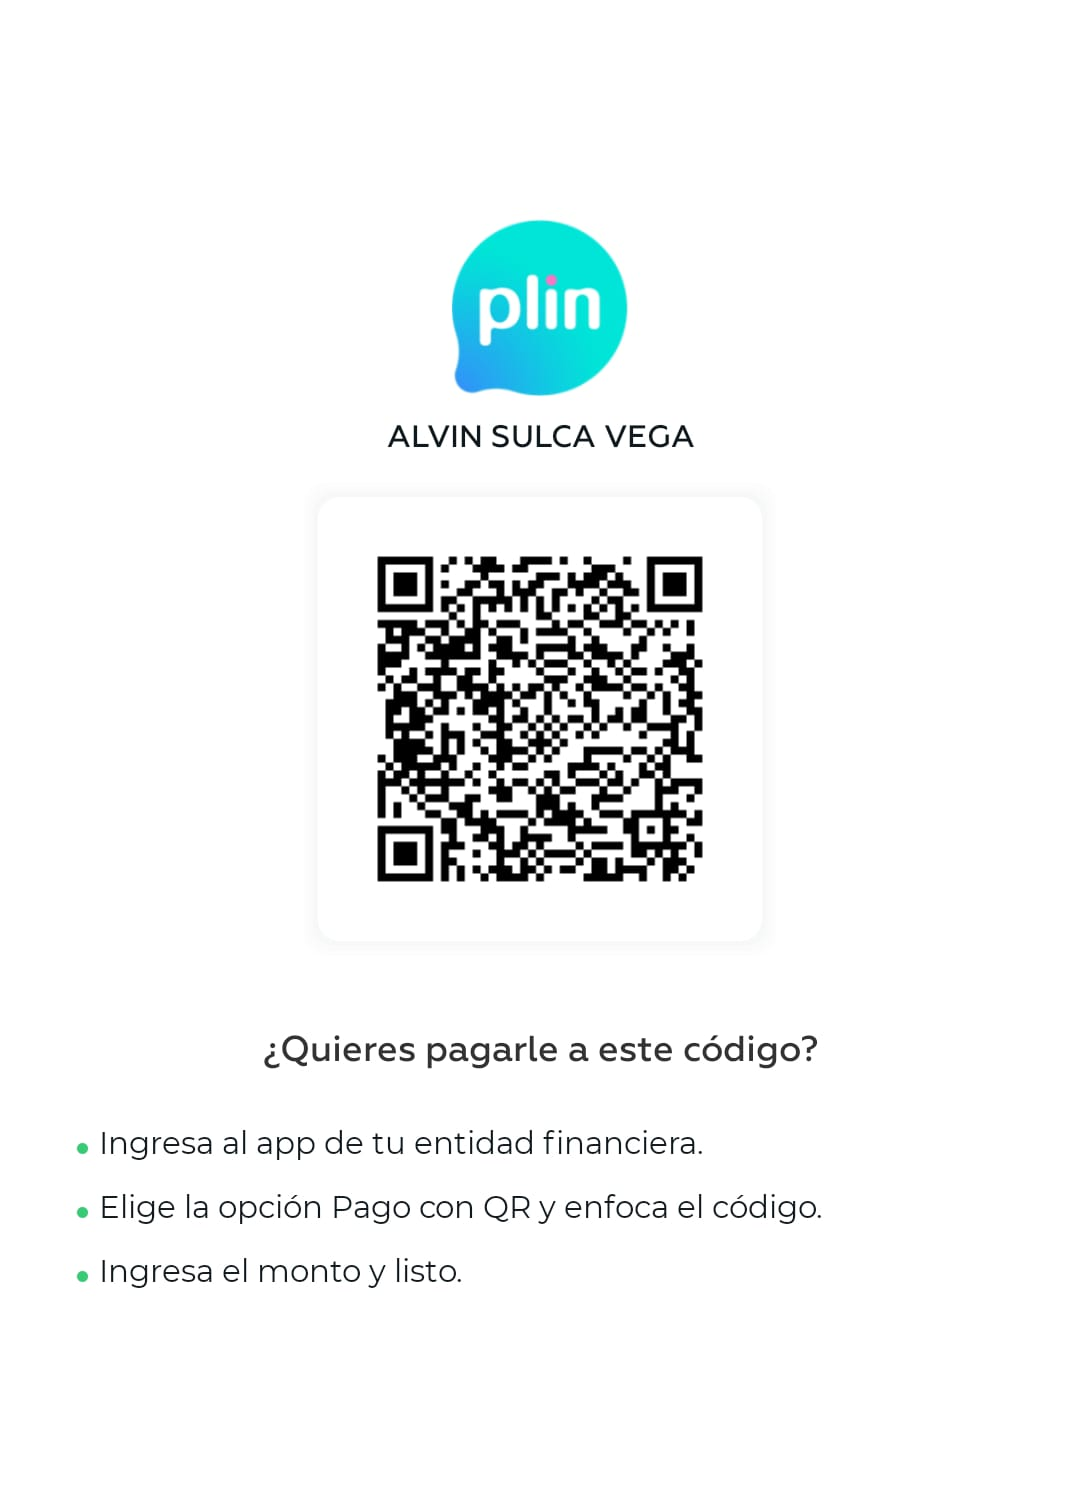 plin
ALVIN SULCA VEGA
¿Quieres pagarle a este código?
Ingresa al app de tu entidad financiera.
Elige la opción Pago con QR y enfoca el código.
Ingresa el monto y listo.